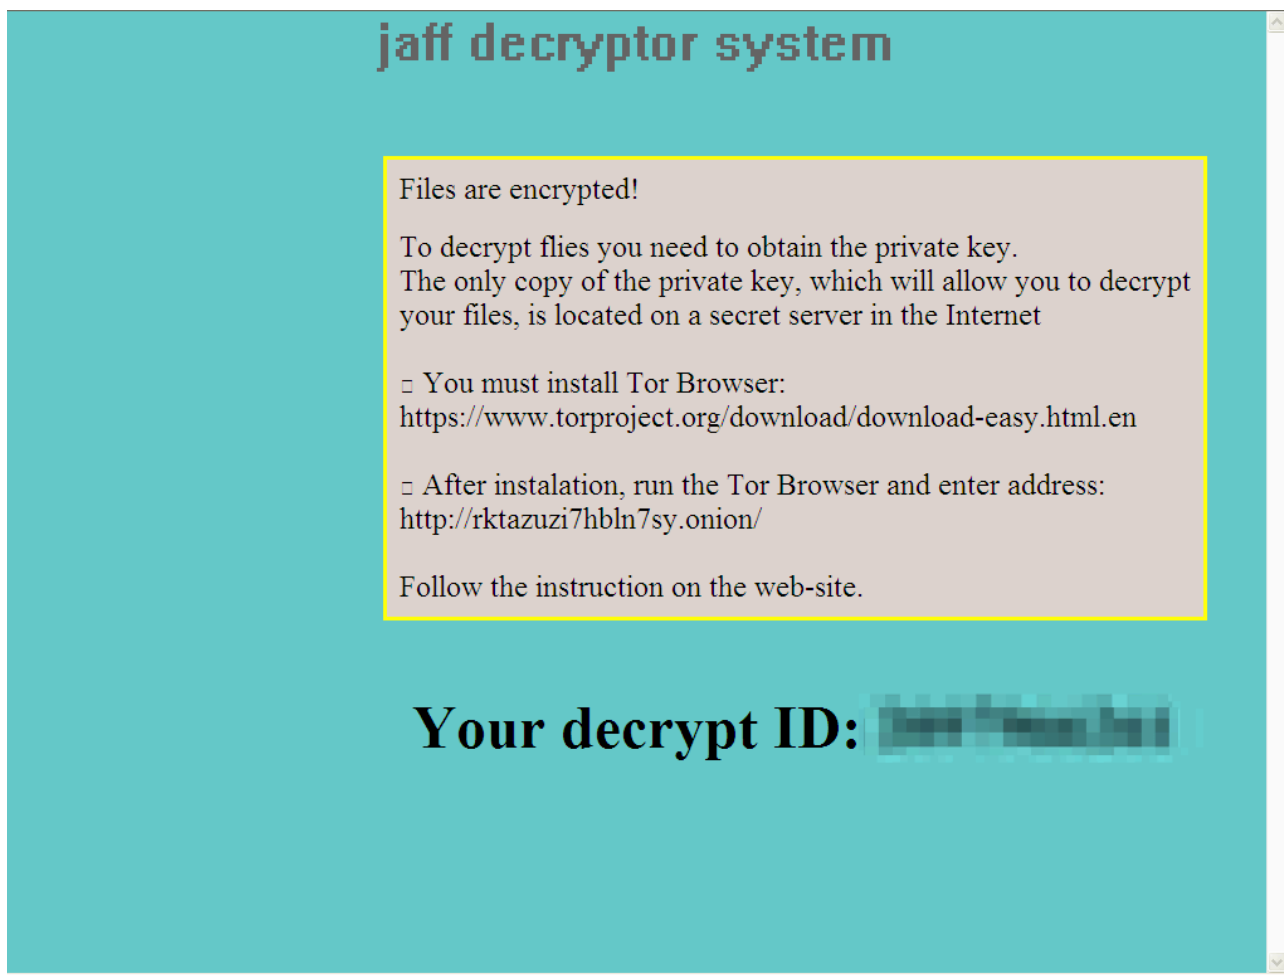 jaff decryptor system
Files are encrypted!
To decrypt flies you need to obtain the private key.
The only copy of the private key, which will allow you to decrypt
your files, is located on a secret server in the Internet
□ You must install Tor Browser:
https://www.torproject.org/download/download-easy.html.en
□ After instalation, run the Tor Browser and enter address:
http://rktazuzi7hbln7sy.onion/
Follow the instruction on the web-site.
Your decrypt ID: